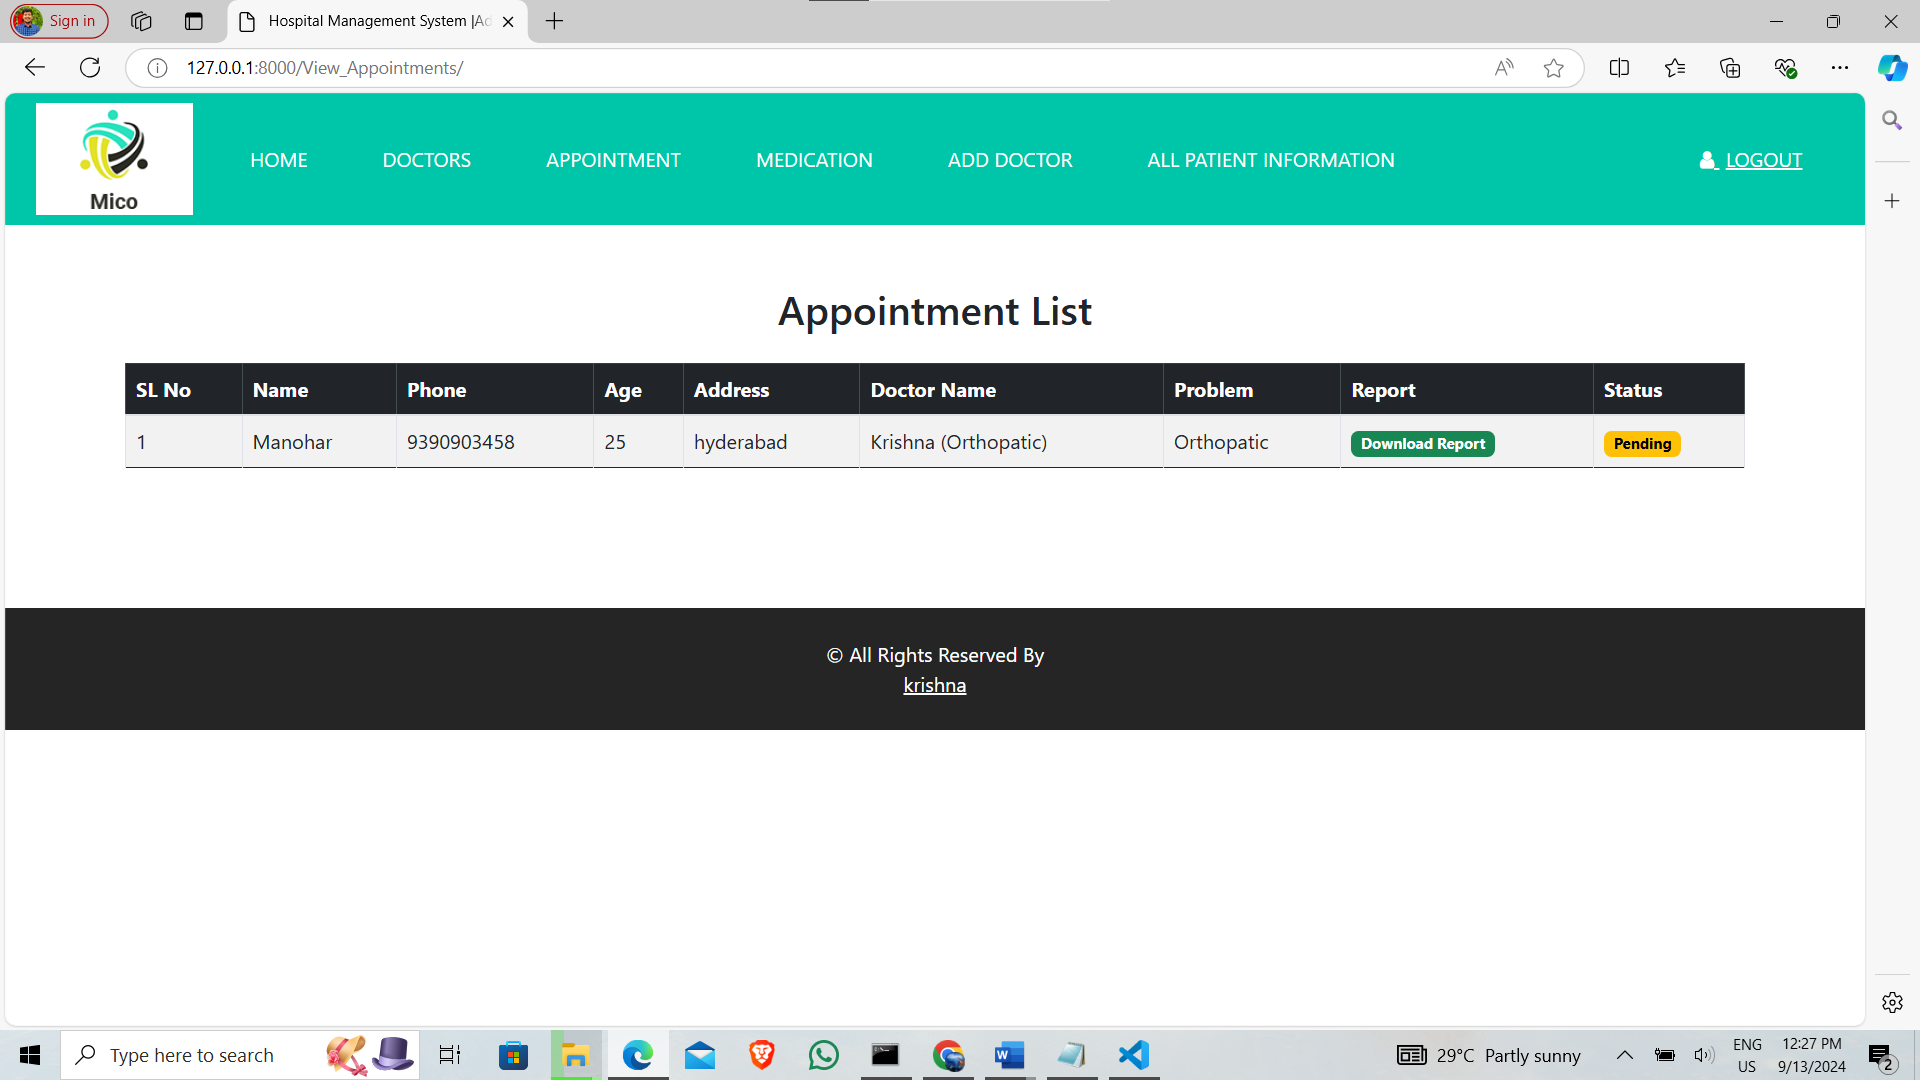 Sign in
Hospital Management System |Ad
127.0.0.1:8000/View_Appointments/
Mico
HOME DOCTORS APPOINTMENT MEDICATION ADD DOCTOR ALL PATIENT INFORMATION LOGOUT
Appointment List
SL No Name Phone Age Address Doctor Name Problem Report Status
1 Manohar 9390903458 25 hyderabad Krishna (Orthopatic) Orthopatic Download Report Pending
© All Rights Reserved By
krishna
Type here to search
29°C Partly sunny
ENG
US
12:27 PM
9/13/2024
2